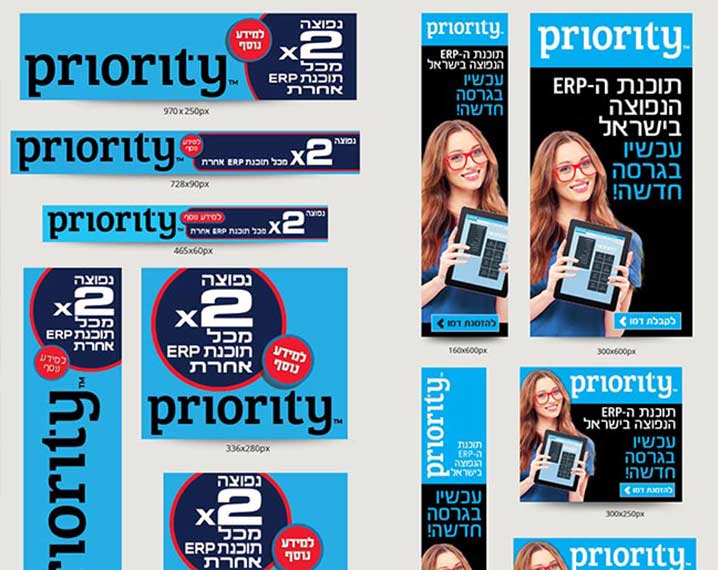 priority™
נפוצה
x2
מכל
תוכנת ERP
אחרת
למידע
נוסף
970x250px
priority™
למידע
נוסף
x2 נפוצה
מכל תוכנת ERP אחרת
728x90px
priority™
למידע נוסף
x2 נפוצה
מכל תוכנת ERP אחרת
465x60px
נפוצה
x2
מכל
תוכנת ERP
אחרת
למידע
נוסף
priority™
נפוצה
x2
מכל
תוכנת ERP
אחרת
למידע
נוסף
priority™
336x280px
נפוצה
x2
מכל
תוכנת ERP
אחרת
למידע
נוסף
priority™
תוכנת ה-ERP
הנפוצה בישראל
עכשיו
בגרסה
חדשה!
להזמנת דמו
160x600px
priority™
תוכנת ה-ERP
הנפוצה
בישראל
עכשיו
בגרסה
חדשה!
לקבלת דמו
300x600px
priority™
תוכנת
ה-ERP
הנפוצה
בישראל
עכשיו
בגרסה
חדשה!
priority™
תוכנת ה-ERP
הנפוצה בישראל
עכשיו
בגרסה
חדשה!
להזמנת דמו
300x250px
priority™